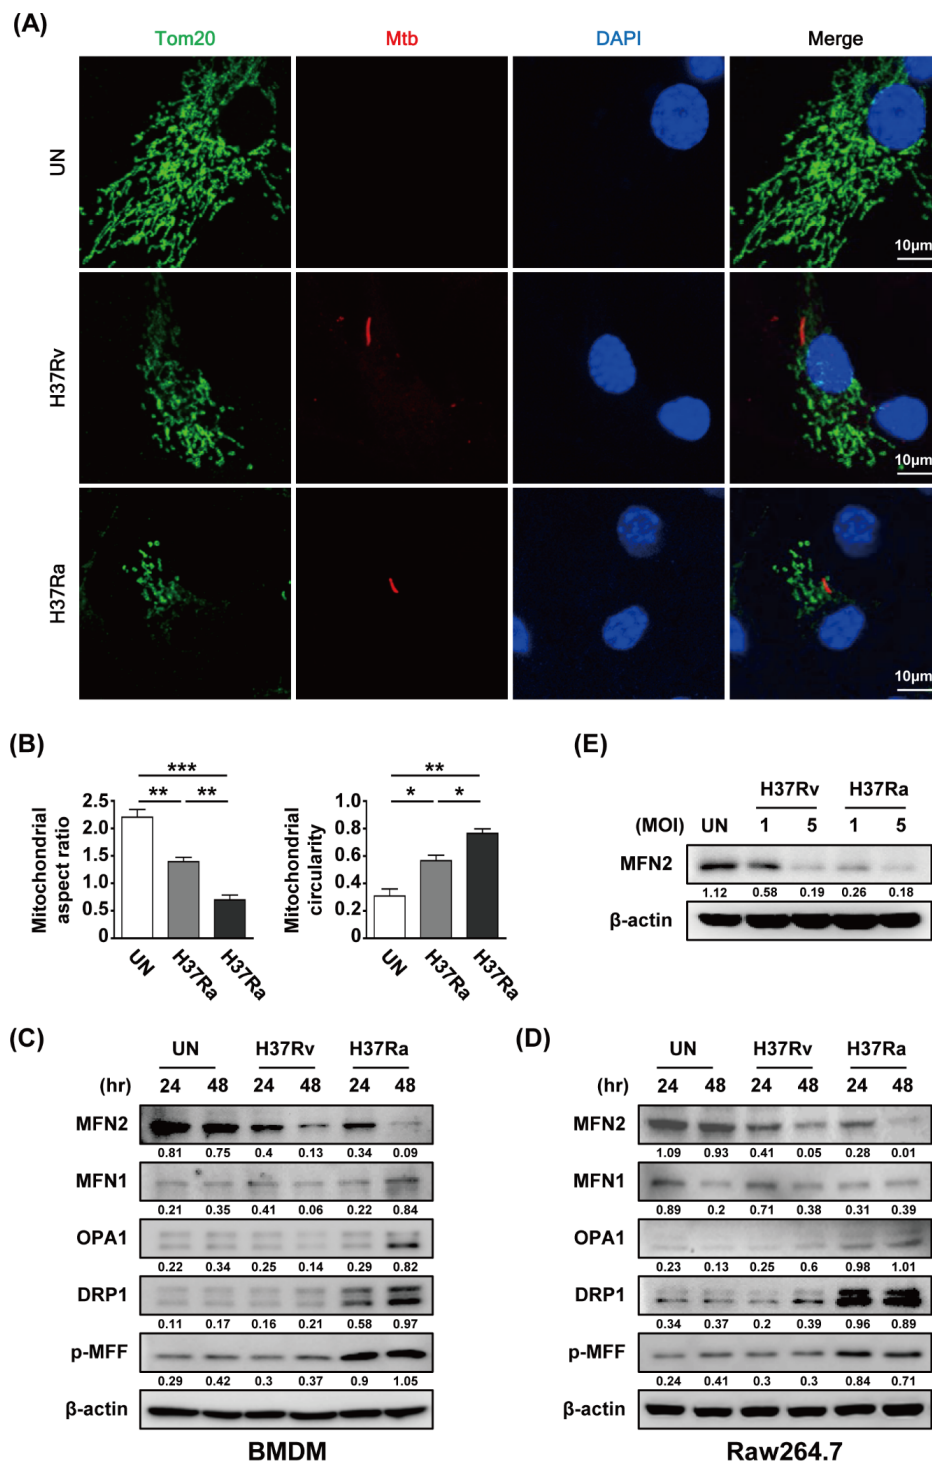 (A)
Tom20 Mtb DAPI Merge
UN
10μm
H37Rv
10μm
H37Ra
10μm
(B)
***
** **
Mitochondrial aspect ratio
2.5
2.0
1.5
1.0
0.5
0
UN H37Ra H37Ra
**
* *
Mitochondrial circularity
1.0
0.8
0.6
0.4
0.2
0
UN H37Ra H37Ra
(E)
H37Rv H37Ra
(MOI) UN 1 5 1 5
MFN2
1.12 0.58 0.19 0.26 0.18
β-actin
(C)
UN H37Rv H37Ra
(hr) 24 48 24 48 24 48
MFN2
0.81 0.75 0.4 0.13 0.34 0.09
MFN1
0.21 0.35 0.41 0.06 0.22 0.84
OPA1
0.22 0.34 0.25 0.14 0.29 0.82
DRP1
0.11 0.17 0.16 0.21 0.58 0.97
p-MFF
0.29 0.42 0.3 0.37 0.9 1.05
β-actin
BMDM
(D)
UN H37Rv H37Ra
(hr) 24 48 24 48 24 48
MFN2
1.09 0.93 0.41 0.05 0.28 0.01
MFN1
0.89 0.2 0.71 0.38 0.31 0.39
OPA1
0.23 0.13 0.25 0.6 0.98 1.01
DRP1
0.34 0.37 0.2 0.39 0.96 0.89
p-MFF
0.24 0.41 0.3 0.3 0.84 0.71
β-actin
Raw264.7